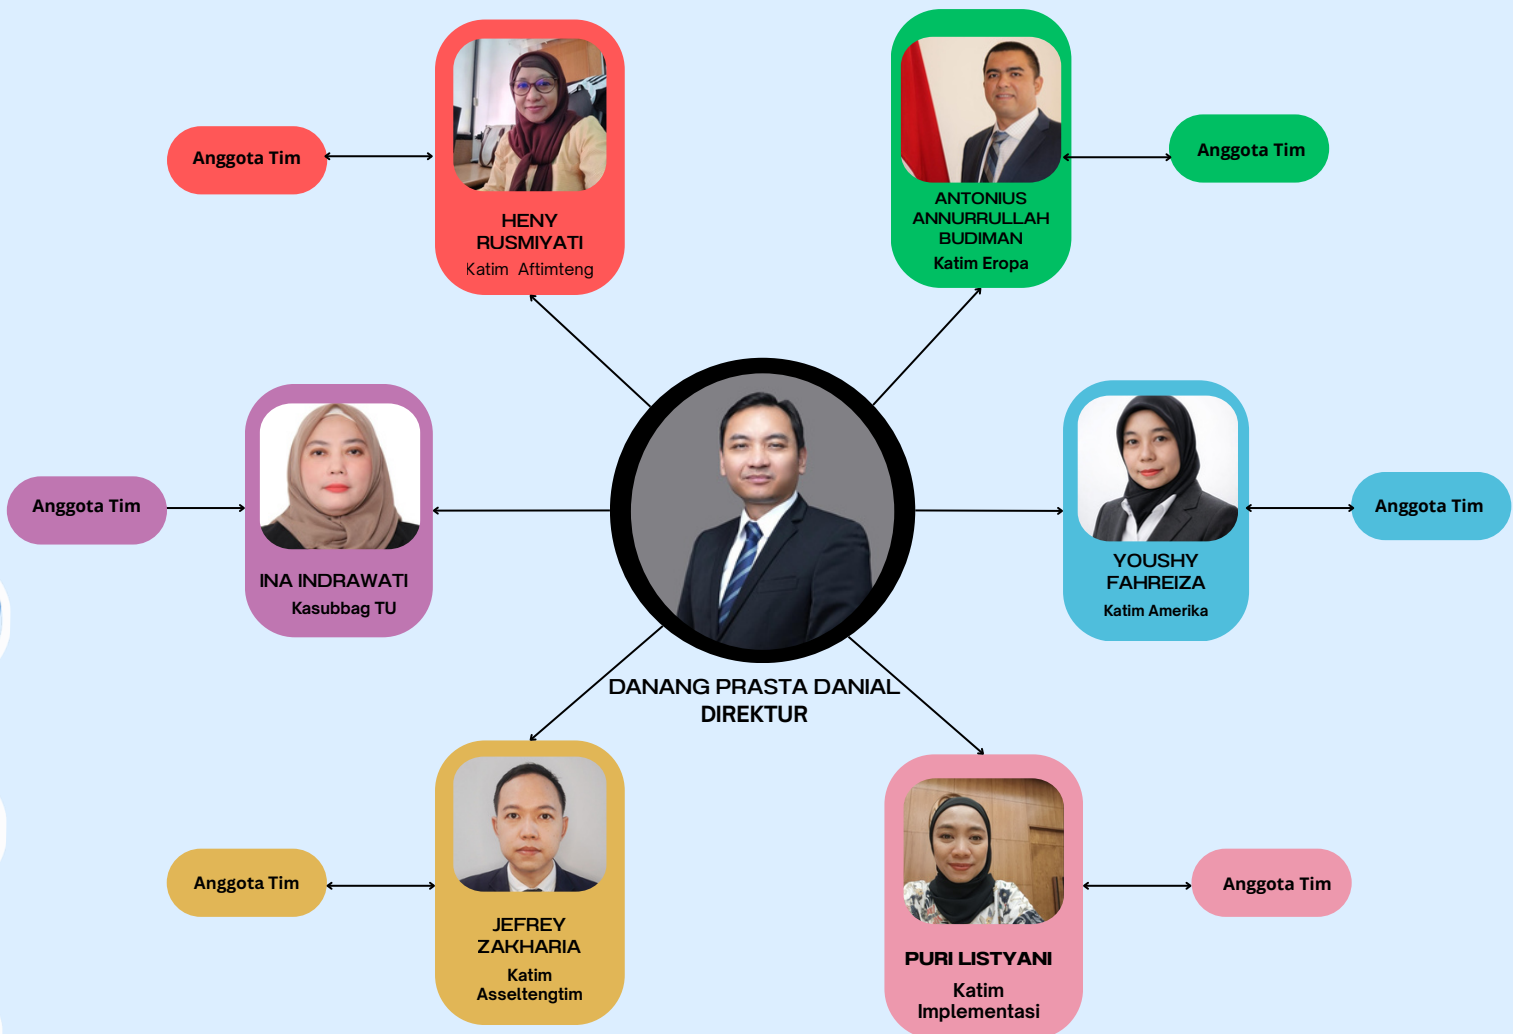 HENY
RUSMIYATI
Katim Aftimteng
Anggota Tim
ANTONIUS
ANNURRULLAH
BUDIMAN
Katim Eropa
Anggota Tim
Anggota Tim
INA INDRAWATI
Kasubbag TU
YOUSHY
FAHREIZA
Katim Amerika
Anggota Tim
DANANG PRASTA DANIAL
DIREKTUR
Anggota Tim
JEFREY
ZAKHARIA
Katim
Asseltengtim
PURI LISTYANI
Katim
Implementasi
Anggota Tim